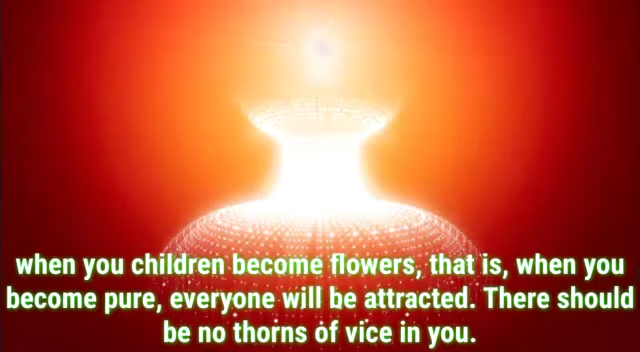 when you children become flowers, that is, when you
become pure, everyone will be attracted. There should
be no thorns of vice in you.